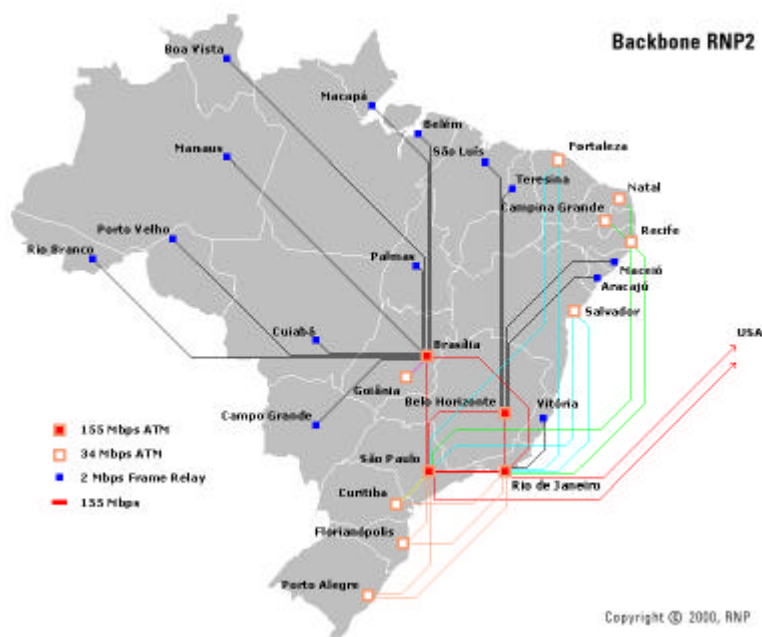 Backbone RNP2
Boa Vista
Macapá
Belém
São Luís
Fortaleza
Manaus
Teresina
Natal
Campina Grande
Recife
Porto Velho
Rio Branco
Palmas
Maceió
Aracajú
Salvador
USA
Cuiabá
Brasília
Goiânia
Belo Horizonte
Vitória
Campo Grande
155 Mbps ATM
34 Mbps ATM
2 Mbps Frame Relay
155 Mbps
São Paulo
Rio de Janeiro
Curitiba
Florianópolis
Porto Alegre
Copyright © 2000, RNP